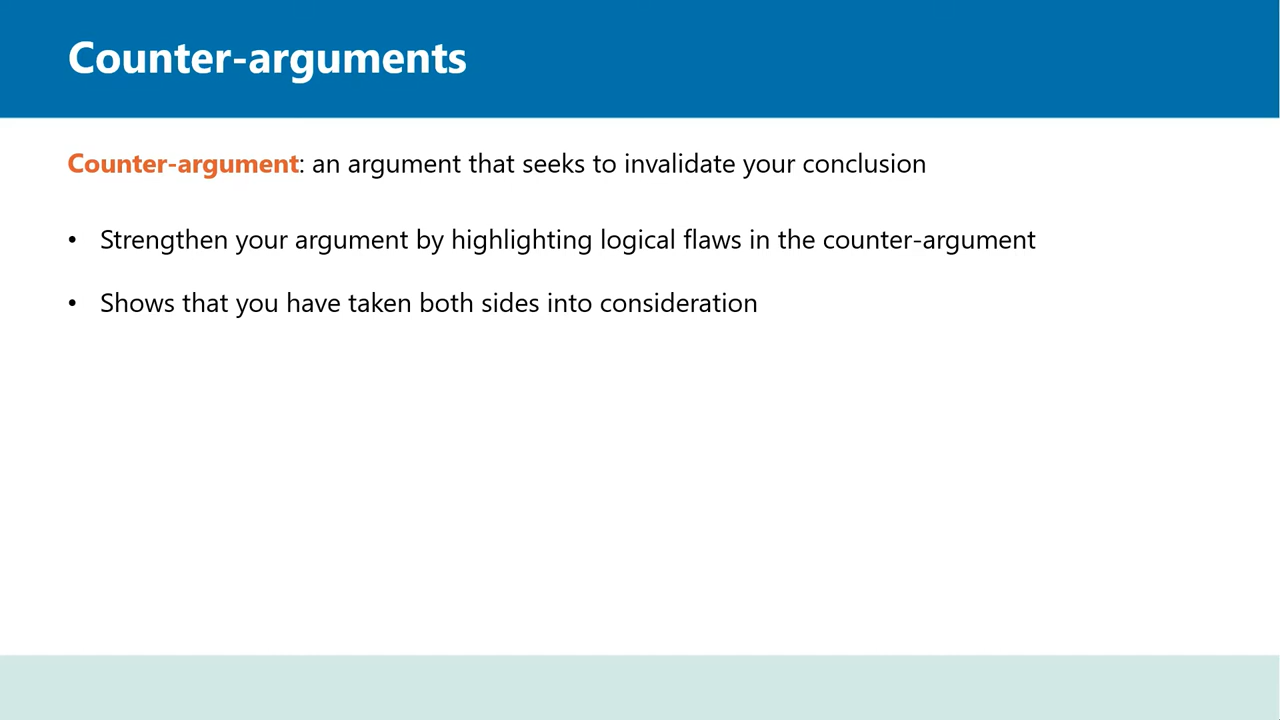 Counter-arguments
Counter-argument: an argument that seeks to invalidate your conclusion
• Strengthen your argument by highlighting logical flaws in the counter-argument
• Shows that you have taken both sides into consideration